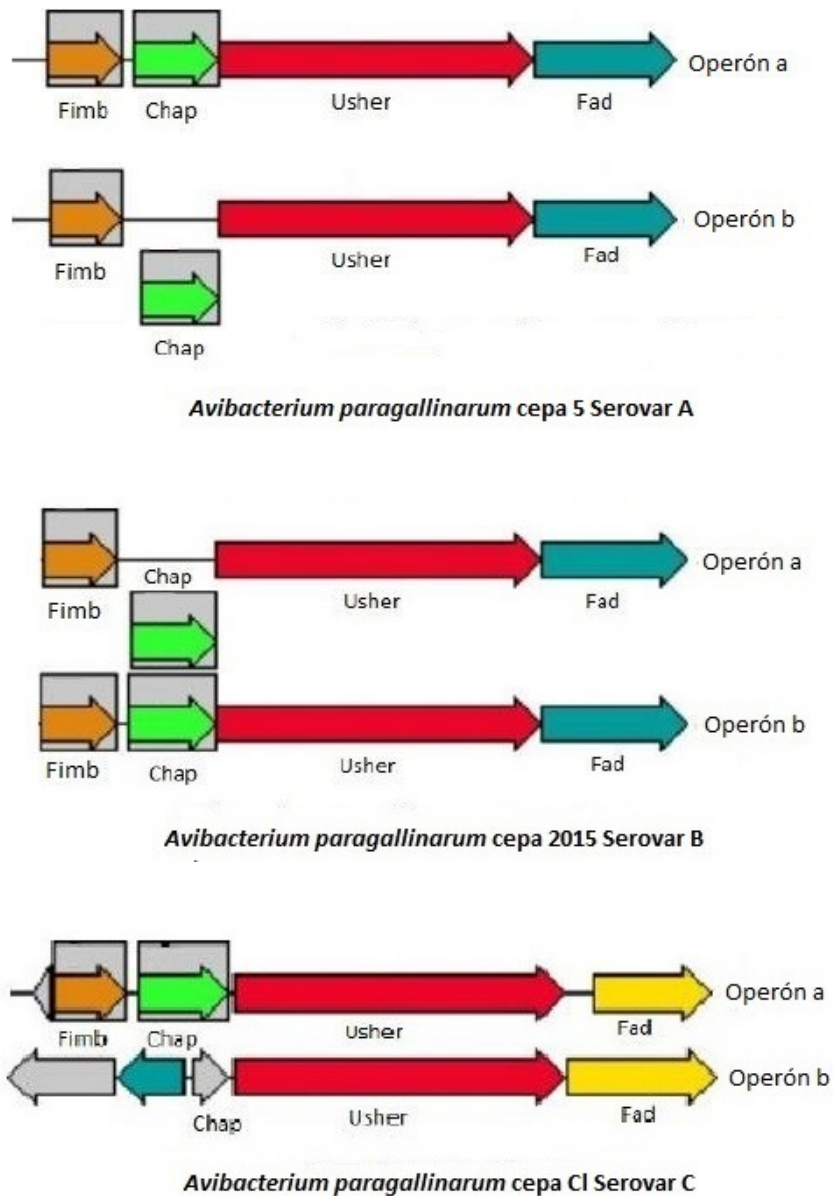 Operón a
Fimb Chap Usher Fad
Operón b
Fimb Usher Fad
Chap
Avibacterium paragallinarum cepa 5 Serovar A
Operón a
Chap
Fimb Usher Fad
Operón b
Fimb Chap Usher Fad
Avibacterium paragallinarum cepa 2015 Serovar B
Operón a
Fimb Chap Usher Fad
Operón b
Chap Usher Fad
Avibacterium paragallinarum cepa Cl Serovar C